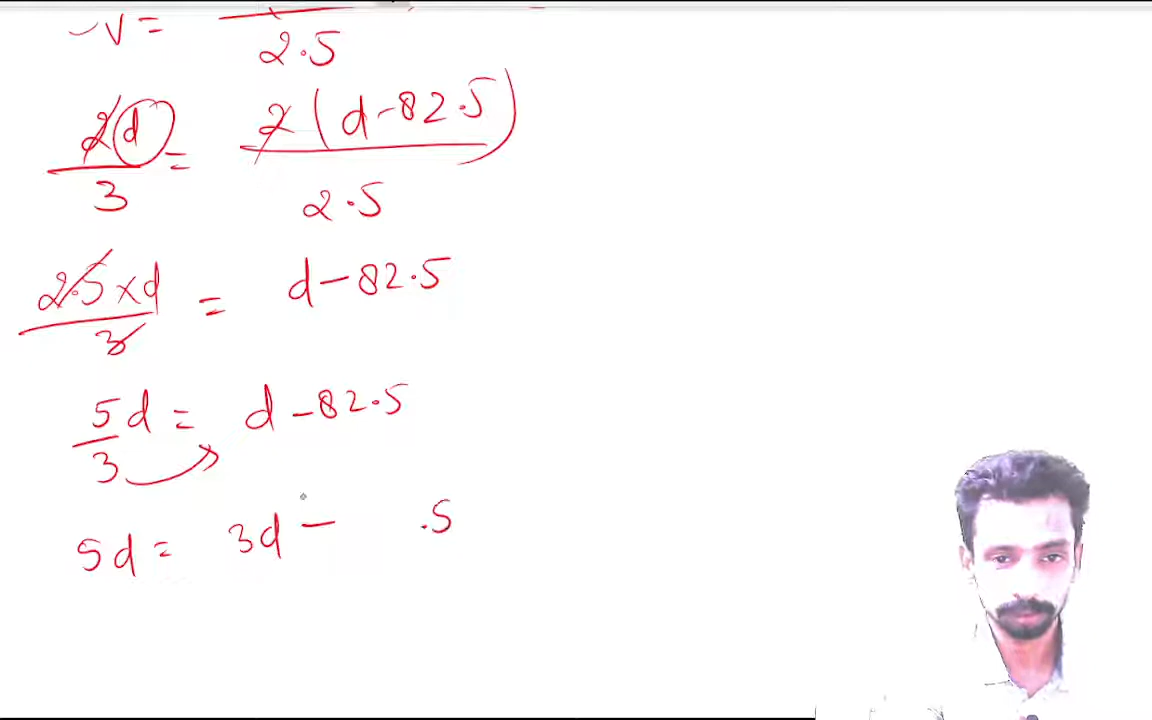 v =
2.5
2d/3 = 2(d-82.5)/2.5
2.5×d/3 = d-82.5
5d/3 = d-82.5
5d = 3d- .5